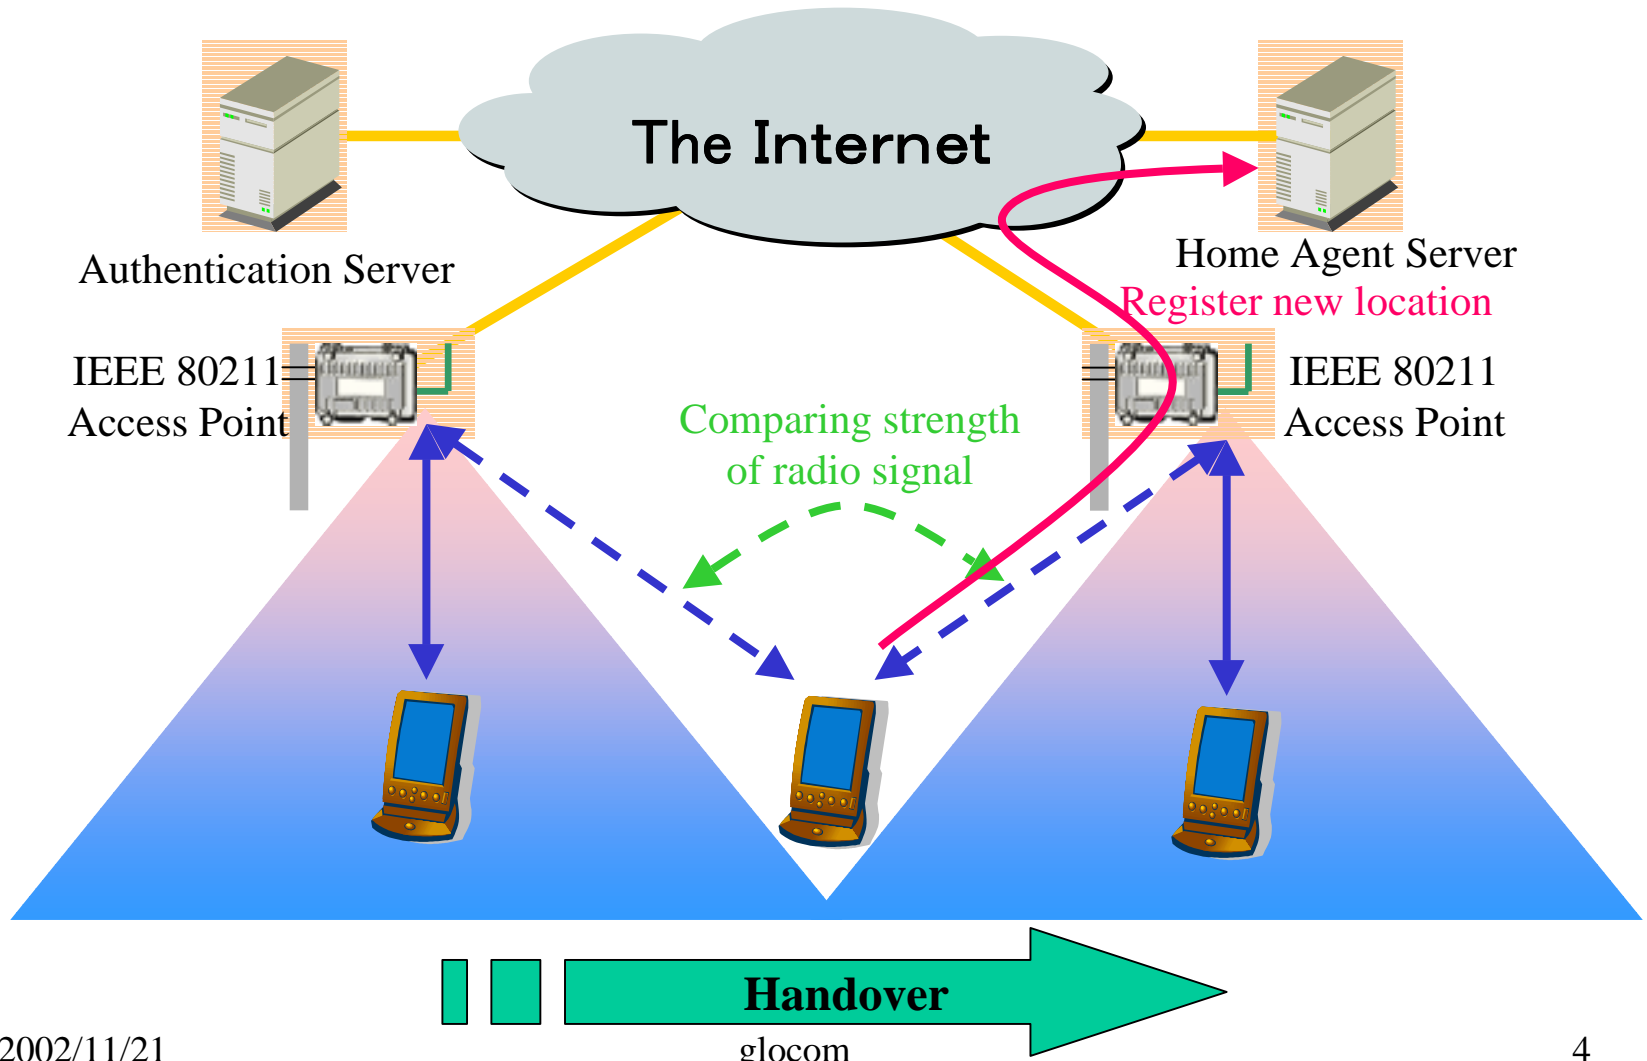 The Internet
Authentication Server
Home Agent Server
Register new location
IEEE 80211
Access Point
Comparing strength
of radio signal
IEEE 80211
Access Point
Handover
2002/11/21
glocom
4